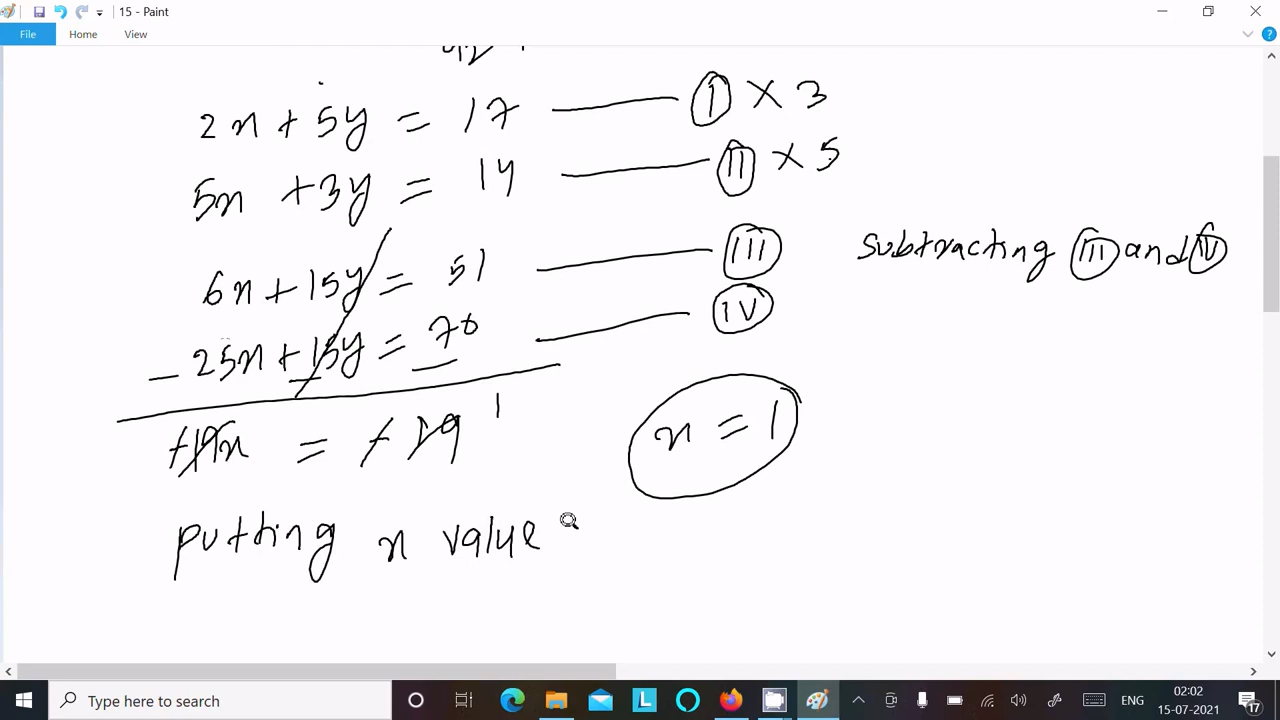 15 - Paint
File Home View
2x + 5y = 17 I × 3
5x + 3y = 14 II × 5
6x + 15y = 51 III subtracting III and IV
- 25x + 15y = 70 IV
+19x = + 19 1
x = 1
putting x value
Type here to search
ENG 02:02
15-07-2021
17